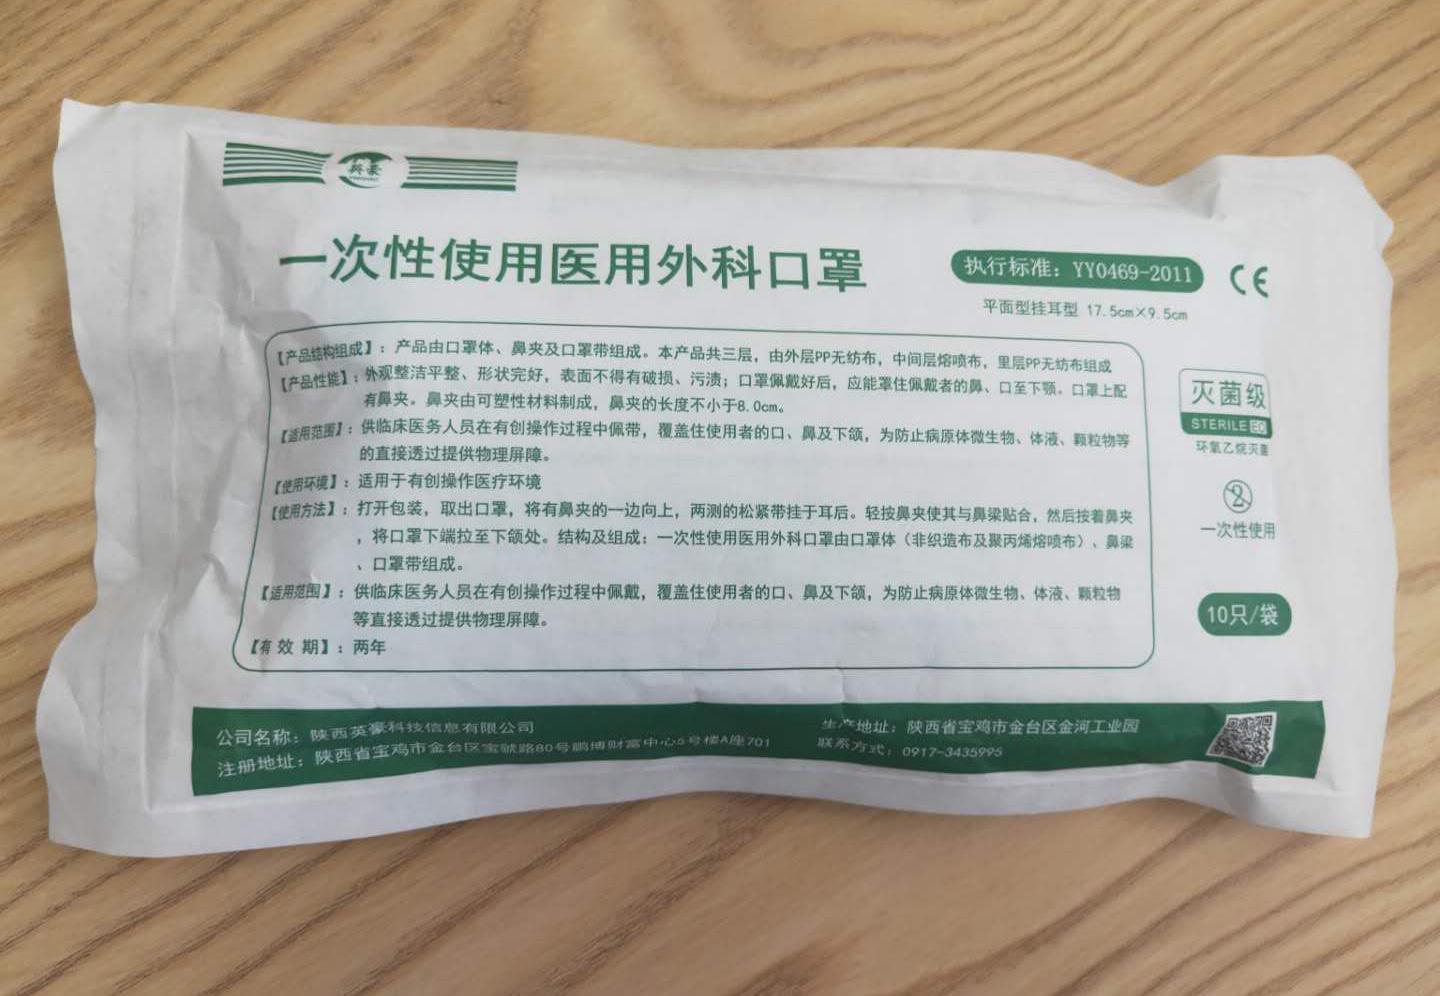 英豪
一次性使用医用外科口罩
执行标准：YY0469-2011
CE
平面型挂耳型 17.5cm×9.5cm
【产品结构组成】：产品由口罩体、鼻夹及口罩带组成。本产品共三层，由外层PP无纺布，中间层熔喷布，里层PP无纺布组成
【产品性能】：外观整洁平整、形状完好，表面不得有破损、污渍；口罩佩戴好后，应能罩住佩戴者的鼻、口至下颚。口罩上配
有鼻夹。鼻夹由可塑性材料制成，鼻夹的长度不小于8.0cm。
【适用范围】：供临床医务人员在有创操作过程中佩带，覆盖住使用者的口、鼻及下颌，为防止病原体微生物、体液、颗粒物等
的直接透过提供物理屏障。
【使用环境】：适用于有创操作医疗环境
【使用方法】：打开包装，取出口罩，将有鼻夹的一边向上，两测的松紧带挂于耳后。轻按鼻夹使其与鼻梁贴合，然后按着鼻夹
，将口罩下端拉至下颌处。结构及组成：一次性使用医用外科口罩由口罩体（非织造布及聚丙烯熔喷布）、鼻梁
、口罩带组成。
【适用范围】：供临床医务人员在有创操作过程中佩戴，覆盖住使用者的口、鼻及下颌，为防止病原体微生物、体液、颗粒物
等直接透过提供物理屏障。
【有 效 期】：两年
灭菌级
STERILE EO
环氧乙烷灭菌
2
一次性使用
10只/袋
公司名称：陕西英豪科技信息有限公司
注册地址：陕西省宝鸡市金台区宝虢路80号鹏博财富中心5号楼A座701
生产地址：陕西省宝鸡市金台区金河工业园
联系方式：0917-3435995